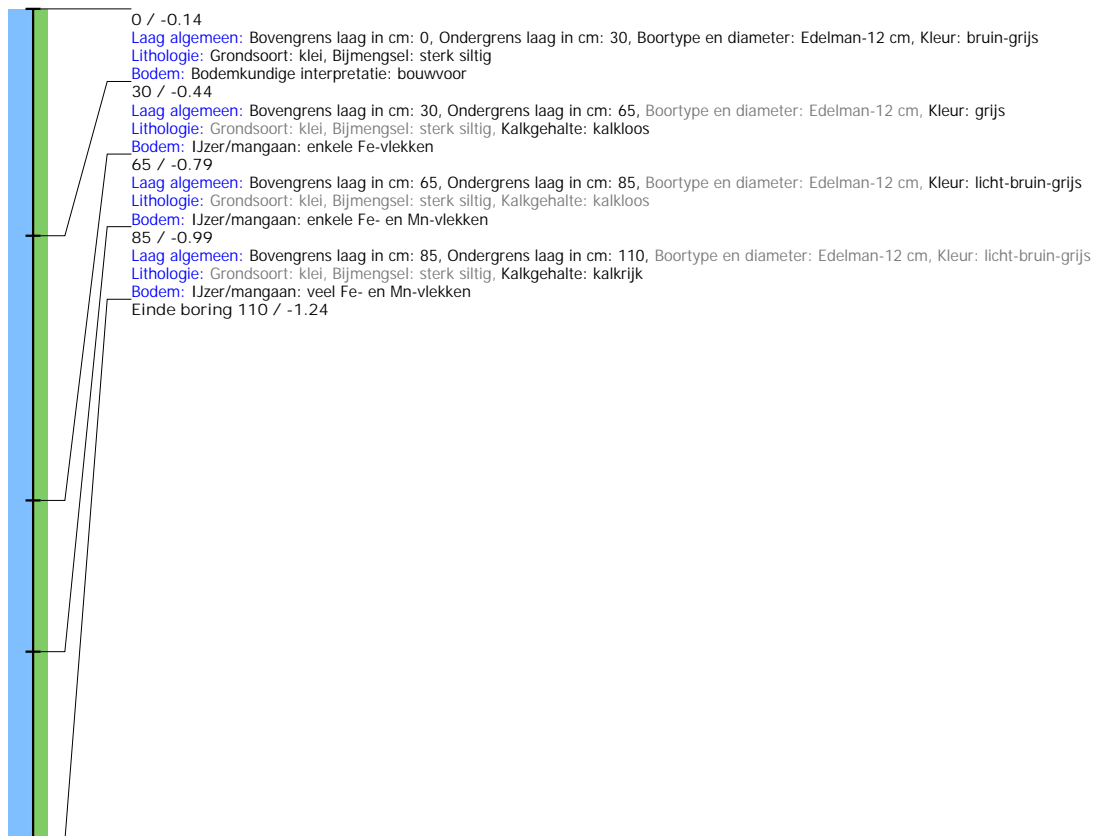 0 / -0.14
Laag algemeen: Bovengrens laag in cm: 0, Ondergrens laag in cm: 30, Boortype en diameter: Edelman-12 cm, Kleur: bruin-grijs
Lithologie: Grondsoort: klei, Bijmengsel: sterk siltig
Bodem: Bodemkundige interpretatie: bouwvoor
30 / -0.44
Laag algemeen: Bovengrens laag in cm: 30, Ondergrens laag in cm: 65, Boortype en diameter: Edelman-12 cm, Kleur: grijs
Lithologie: Grondsoort: klei, Bijmengsel: sterk siltig, Kalkgehalte: kalkloos
Bodem: IJzer/mangaan: enkele Fe-vlekken
65 / -0.79
Laag algemeen: Bovengrens laag in cm: 65, Ondergrens laag in cm: 85, Boortype en diameter: Edelman-12 cm, Kleur: licht-bruin-grijs
Lithologie: Grondsoort: klei, Bijmengsel: sterk siltig, Kalkgehalte: kalkloos
Bodem: IJzer/mangaan: enkele Fe- en Mn-vlekken
85 / -0.99
Laag algemeen: Bovengrens laag in cm: 85, Ondergrens laag in cm: 110, Boortype en diameter: Edelman-12 cm, Kleur: licht-bruin-grijs
Lithologie: Grondsoort: klei, Bijmengsel: sterk siltig, Kalkgehalte: kalkrijk
Bodem: IJzer/mangaan: veel Fe- en Mn-vlekken
Einde boring 110 / -1.24